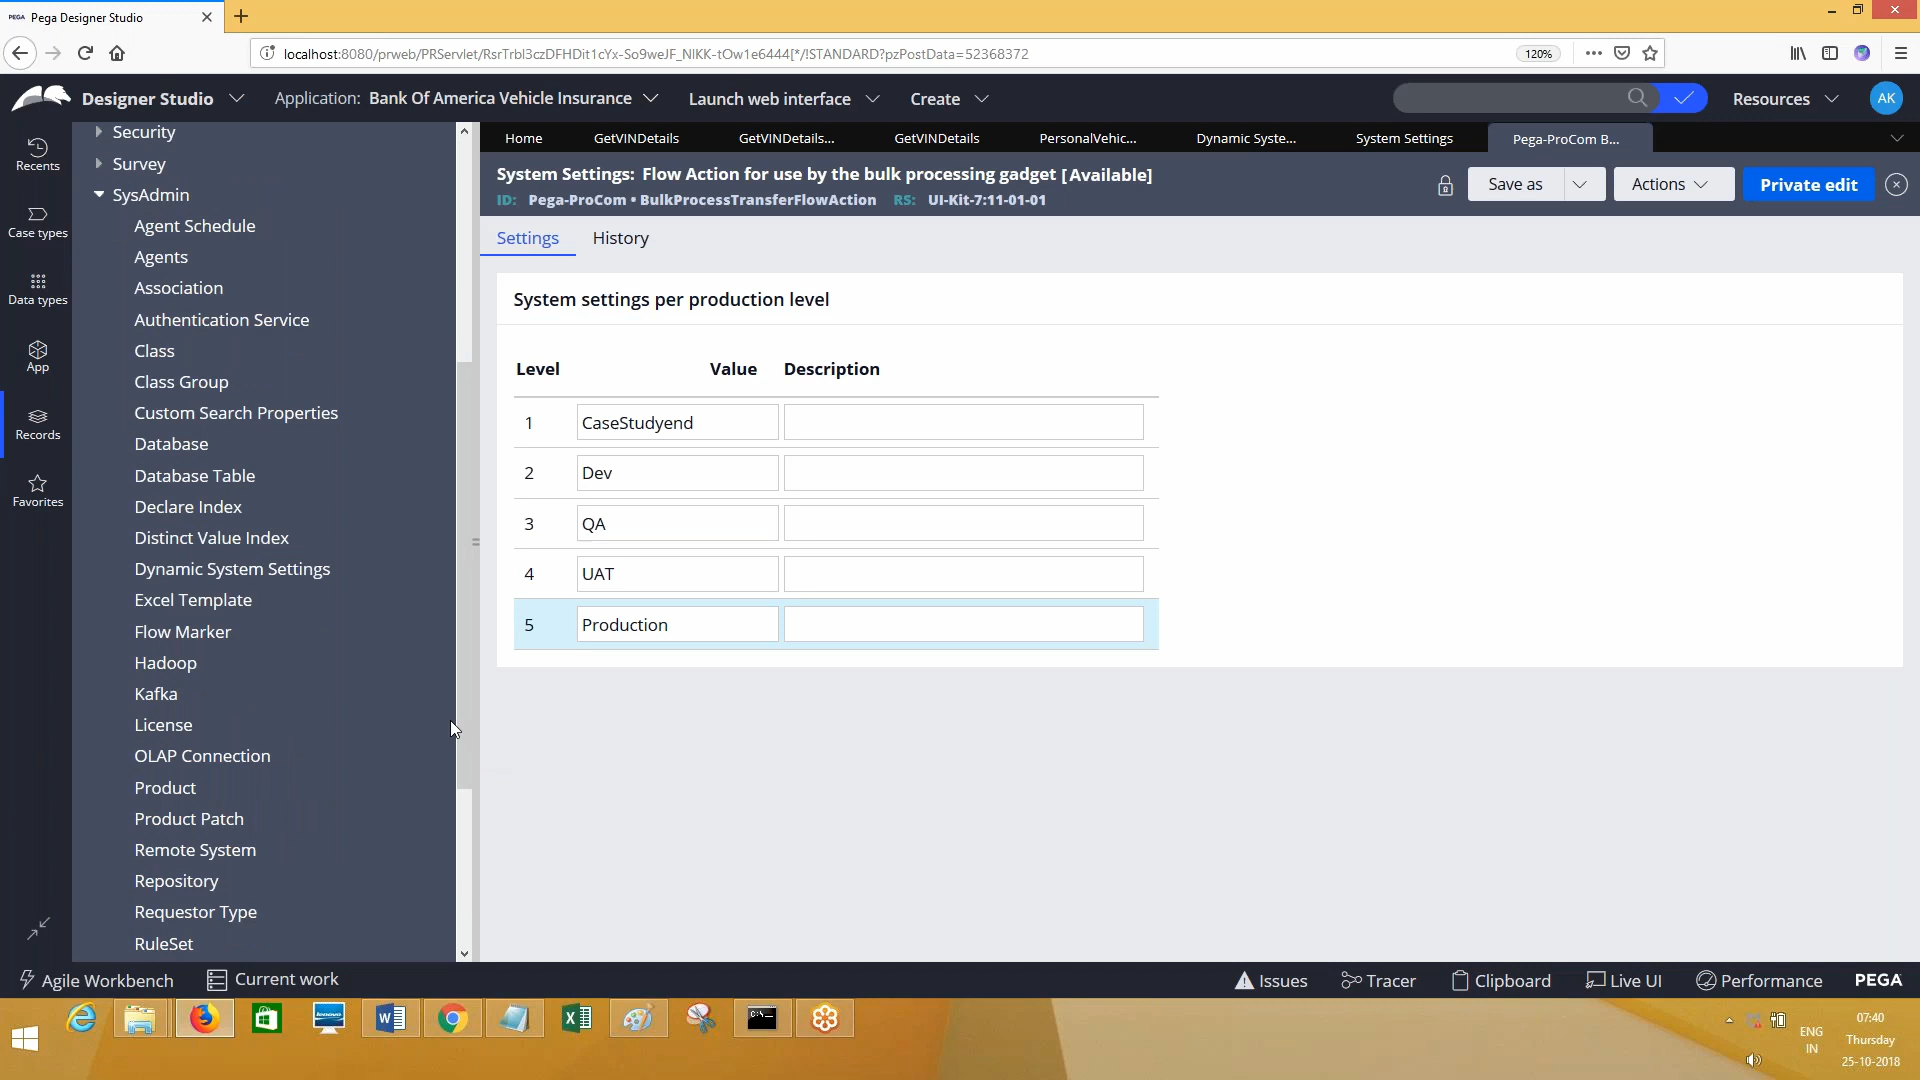 PEGA Pega Designer Studio
localhost:8080/prweb/PRServlet/RsrTrbl3czDFHDit1cYx-So9weJF_NIKK-tOw1e6444[*/!STANDARD?pzPostData=52368372
120%
Designer Studio
Application: Bank Of America Vehicle Insurance
Launch web interface
Create
Resources
AK
Recents
Case types
Data types
App
Records
Favorites
Security
Survey
SysAdmin
Agent Schedule
Agents
Association
Authentication Service
Class
Class Group
Custom Search Properties
Database
Database Table
Declare Index
Distinct Value Index
Dynamic System Settings
Excel Template
Flow Marker
Hadoop
Kafka
License
OLAP Connection
Product
Product Patch
Remote System
Repository
Requestor Type
RuleSet
Home
GetVINDetails
GetVINDetails...
GetVINDetails
PersonalVehic...
Dynamic Syste...
System Settings
Pega-ProCom B...
System Settings: Flow Action for use by the bulk processing gadget [Available]
ID: Pega-ProCom • BulkProcessTransferFlowAction RS: UI-Kit-7:11-01-01
Save as
Actions
Private edit
Settings
History
System settings per production level
Level Value Description
1 CaseStudyend
2 Dev
3 QA
4 UAT
5 Production
Agile Workbench
Current work
Issues
Tracer
Clipboard
Live UI
Performance
PEGA
lenovo
C:\.
ENG
IN
07:40
Thursday
25-10-2018